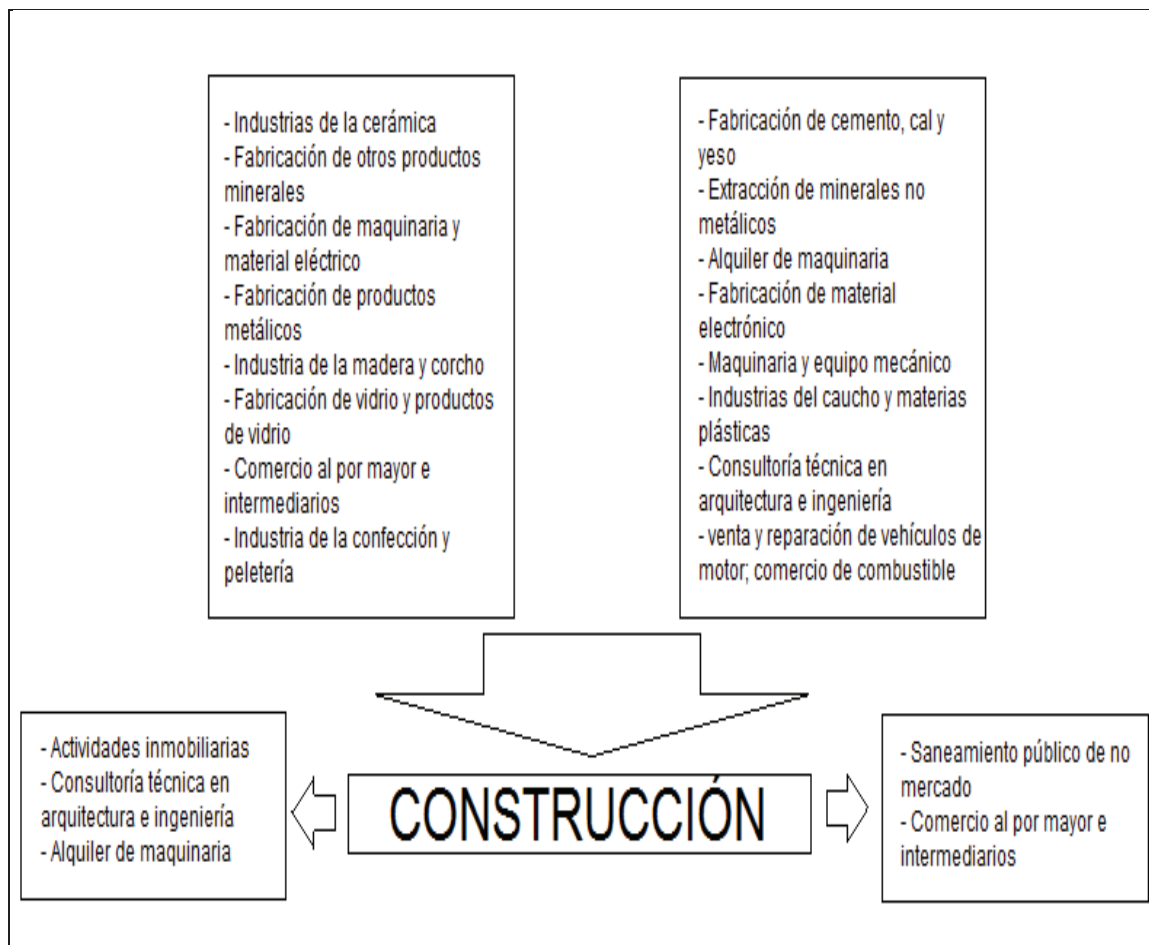 - Industrias de la cerámica
- Fabricación de otros productos
minerales
- Fabricación de maquinaria y
material eléctrico
- Fabricación de productos
metálicos
- Industria de la madera y corcho
- Fabricación de vidrio y productos
de vidrio
- Comercio al por mayor e
intermediarios
- Industria de la confección y
peletería
- Fabricación de cemento, cal y
yeso
- Extracción de minerales no
metálicos
- Alquiler de maquinaria
- Fabricación de material
electrónico
- Maquinaria y equipo mecánico
- Industrias del caucho y materias
plásticas
- Consultoría técnica en
arquitectura e ingeniería
- venta y reparación de vehículos de
motor; comercio de combustible
- Actividades inmobiliarias
- Consultoría técnica en
arquitectura e ingeniería
- Alquiler de maquinaria
CONSTRUCCIÓN
- Saneamiento público de no
mercado
- Comercio al por mayor e
intermediarios